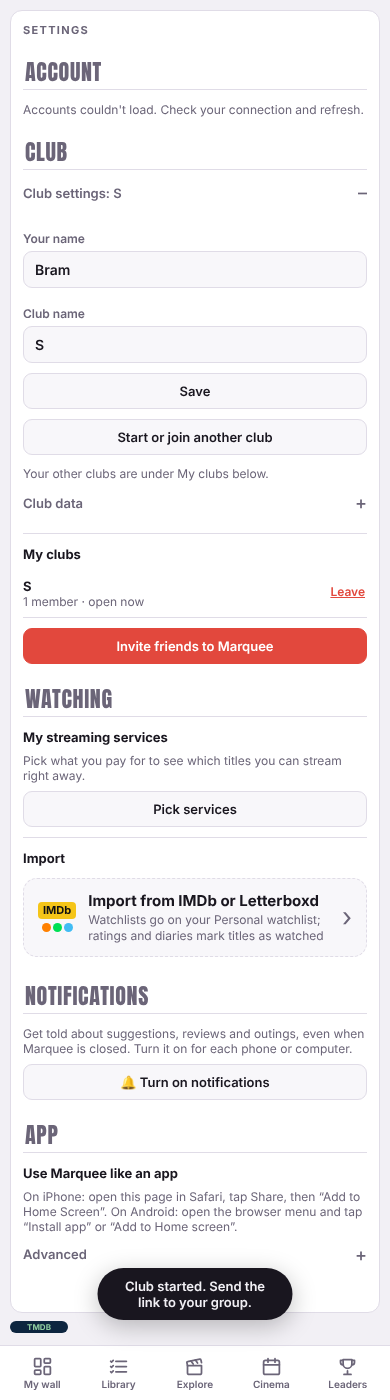 SETTINGS
ACCOUNT
Accounts couldn't load. Check your connection and refresh.
CLUB
Club settings: S −
Your name
Bram
Club name
S
Save
Start or join another club
Your other clubs are under My clubs below.
Club data +
My clubs
S
1 member · open now
Leave
Invite friends to Marquee
WATCHING
My streaming services
Pick what you pay for to see which titles you can stream
right away.
Pick services
Import
IMDb
Import from IMDb or Letterboxd
Watchlists go on your Personal watchlist;
ratings and diaries mark titles as watched
NOTIFICATIONS
Get told about suggestions, reviews and outings, even when
Marquee is closed. Turn it on for each phone or computer.
🔔 Turn on notifications
APP
Use Marquee like an app
On iPhone: open this page in Safari, tap Share, then “Add to
Home Screen”. On Android: open the browser menu and tap
“Install app” or “Add to Home screen”.
Advanced +
Club started. Send the
link to your group.
TMDB
My wall Library Explore Cinema Leaders